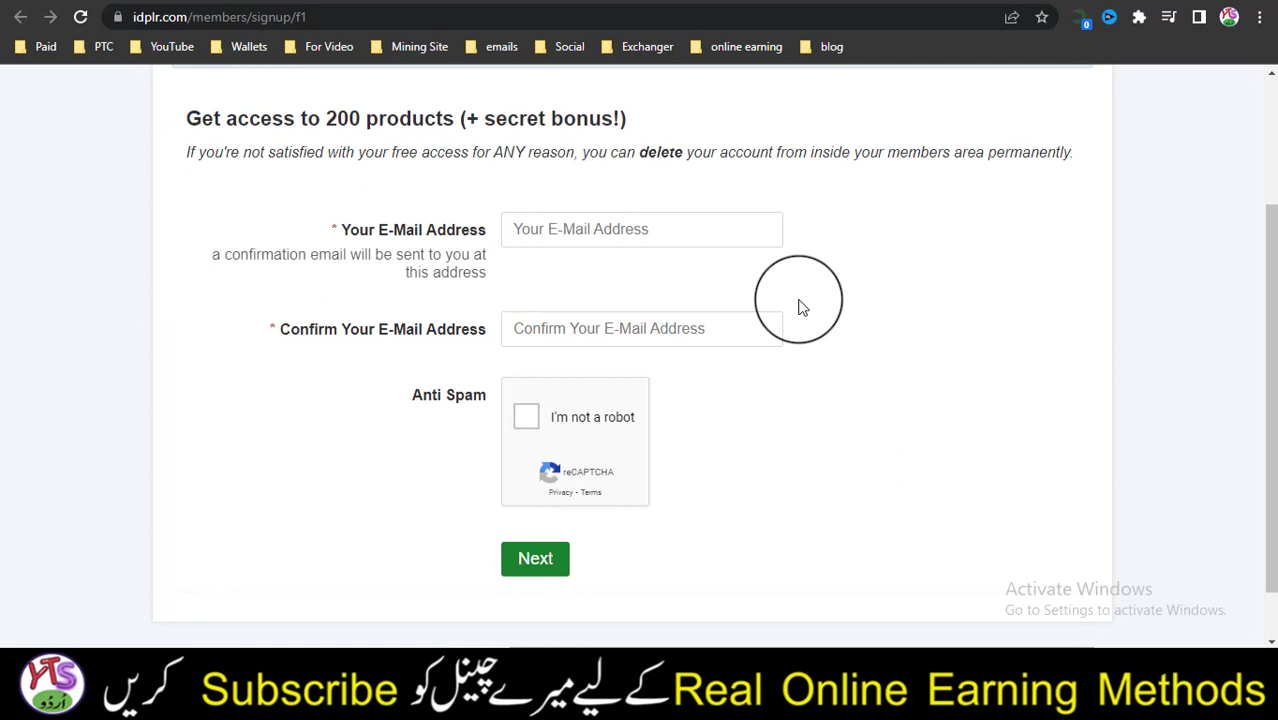 idplr.com/members/signup/f1
0
Paid PTC YouTube Wallets For Video Mining Site emails Social Exchanger online earning blog
Get access to 200 products (+ secret bonus!)
If you're not satisfied with your free access for ANY reason, you can delete your account from inside your members area permanently.
* Your E-Mail Address
Your E-Mail Address
a confirmation email will be sent to you at
this address
* Confirm Your E-Mail Address
Confirm Your E-Mail Address
Anti Spam
I'm not a robot
reCAPTCHA
Privacy - Terms
Next
Activate Windows
Go to Settings to activate Windows.
YTS
اردو
Real Online Earning Methods کے لیے میرے چینل کو Subscribe کریں